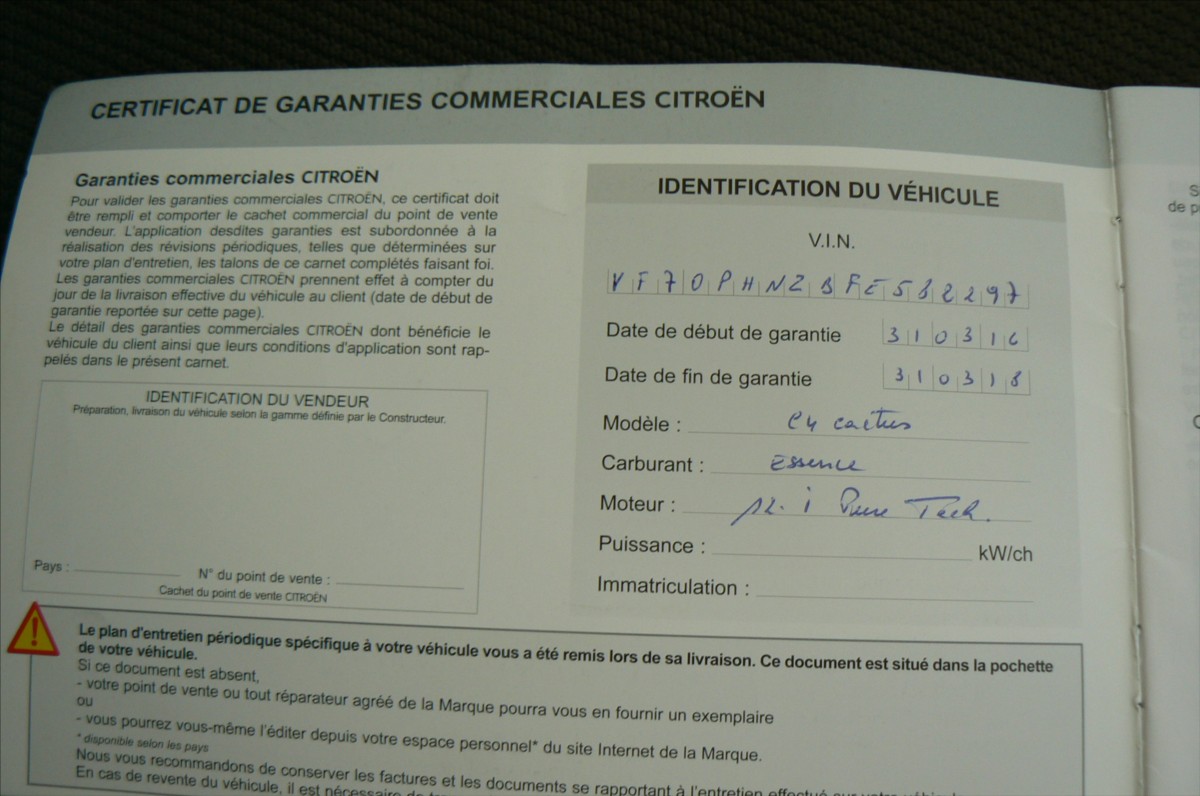 CERTIFICAT DE GARANTIES COMMERCIALES CITROËN
Garanties commerciales CITROËN
Pour valider les garanties commerciales CITROËN, ce certificat doit
être rempli et comporter le cachet commercial du point de vente
vendeur. L'application desdites garanties est subordonnée à la
réalisation des révisions périodiques, telles que déterminées sur
votre plan d'entretien, les talons de ce carnet complétés faisant foi.
Les garanties commerciales CITROËN prennent effet à compter du
jour de la livraison effective du véhicule au client (date de début de
garantie reportée sur cette page).
Le détail des garanties commerciales CITROËN dont bénéficie le
véhicule du client ainsi que leurs conditions d'application sont rap-
pelés dans le présent carnet.
IDENTIFICATION DU VENDEUR
Préparation, livraison du véhicule selon la gamme définie par le Constructeur.
Pays :
N° du point de vente :
Cachet du point de vente CITROËN
IDENTIFICATION DU VÉHICULE
V.I.N.
VF70PHNZBFE582297
Date de début de garantie 310316
Date de fin de garantie 310318
Modèle : C4 cactus
Carburant : Essence
Moteur : 12. i Pure Tech.
Puissance : kW/ch
Immatriculation :
Le plan d'entretien périodique spécifique à votre véhicule vous a été remis lors de sa livraison. Ce document est situé dans la pochette
de votre véhicule.
Si ce document est absent,
- votre point de vente ou tout réparateur agréé de la Marque pourra vous en fournir un exemplaire
ou
- vous pourrez vous-même l'éditer depuis votre espace personnel* du site Internet de la Marque.
* disponible selon les pays
Nous vous recommandons de conserver les factures et les documents se rapportant à l'entretien effectué sur votre
En cas de revente du véhicule, il est nécessaire de